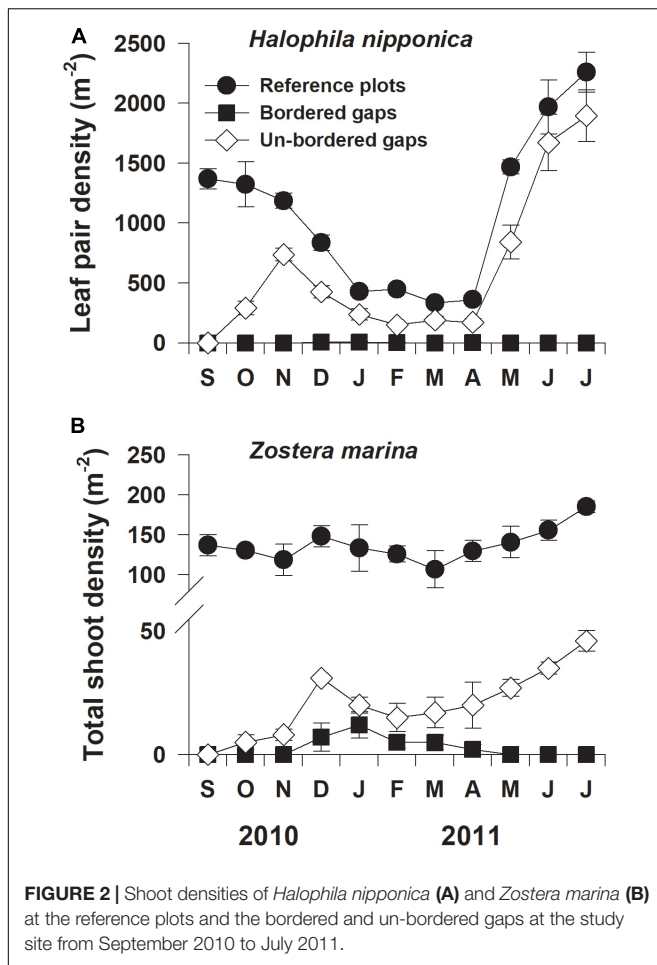 A
Halophila nipponica
Leaf pair density (m-2)
2500
2000
1500
1000
500
0
Reference plots
Bordered gaps
Un-bordered gaps
S O N D J F M A M J J
B
Zostera marina
Total shoot density (m-2)
250
200
150
100
50
0
S O N D J F M A M J J
2010 2011
FIGURE 2 | Shoot densities of Halophila nipponica (A) and Zostera marina (B)
at the reference plots and the bordered and un-bordered gaps at the study
site from September 2010 to July 2011.